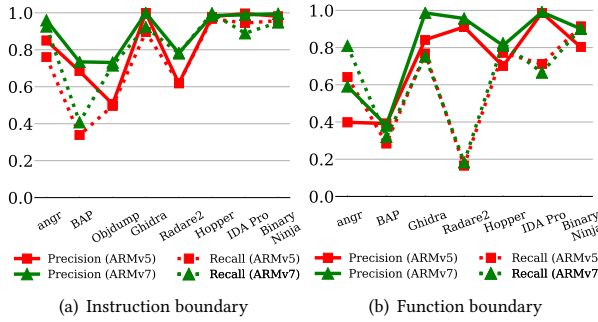 1.0
0.8
0.6
0.4
0.2
0.0
angr
BAP
Objdump
Ghidra
Radare2
Hopper
IDA Pro
Binary
Ninja
Precision (ARMv5)
Recall (ARMv5)
Precision (ARMv7)
Recall (ARMv7)
(a) Instruction boundary
1.0
0.8
0.6
0.4
0.2
0.0
angr
BAP
Ghidra
Radare2
Hopper
IDA Pro
Binary
Ninja
Precision (ARMv5)
Recall (ARMv5)
Precision (ARMv7)
Recall (ARMv7
(b) Function boundary